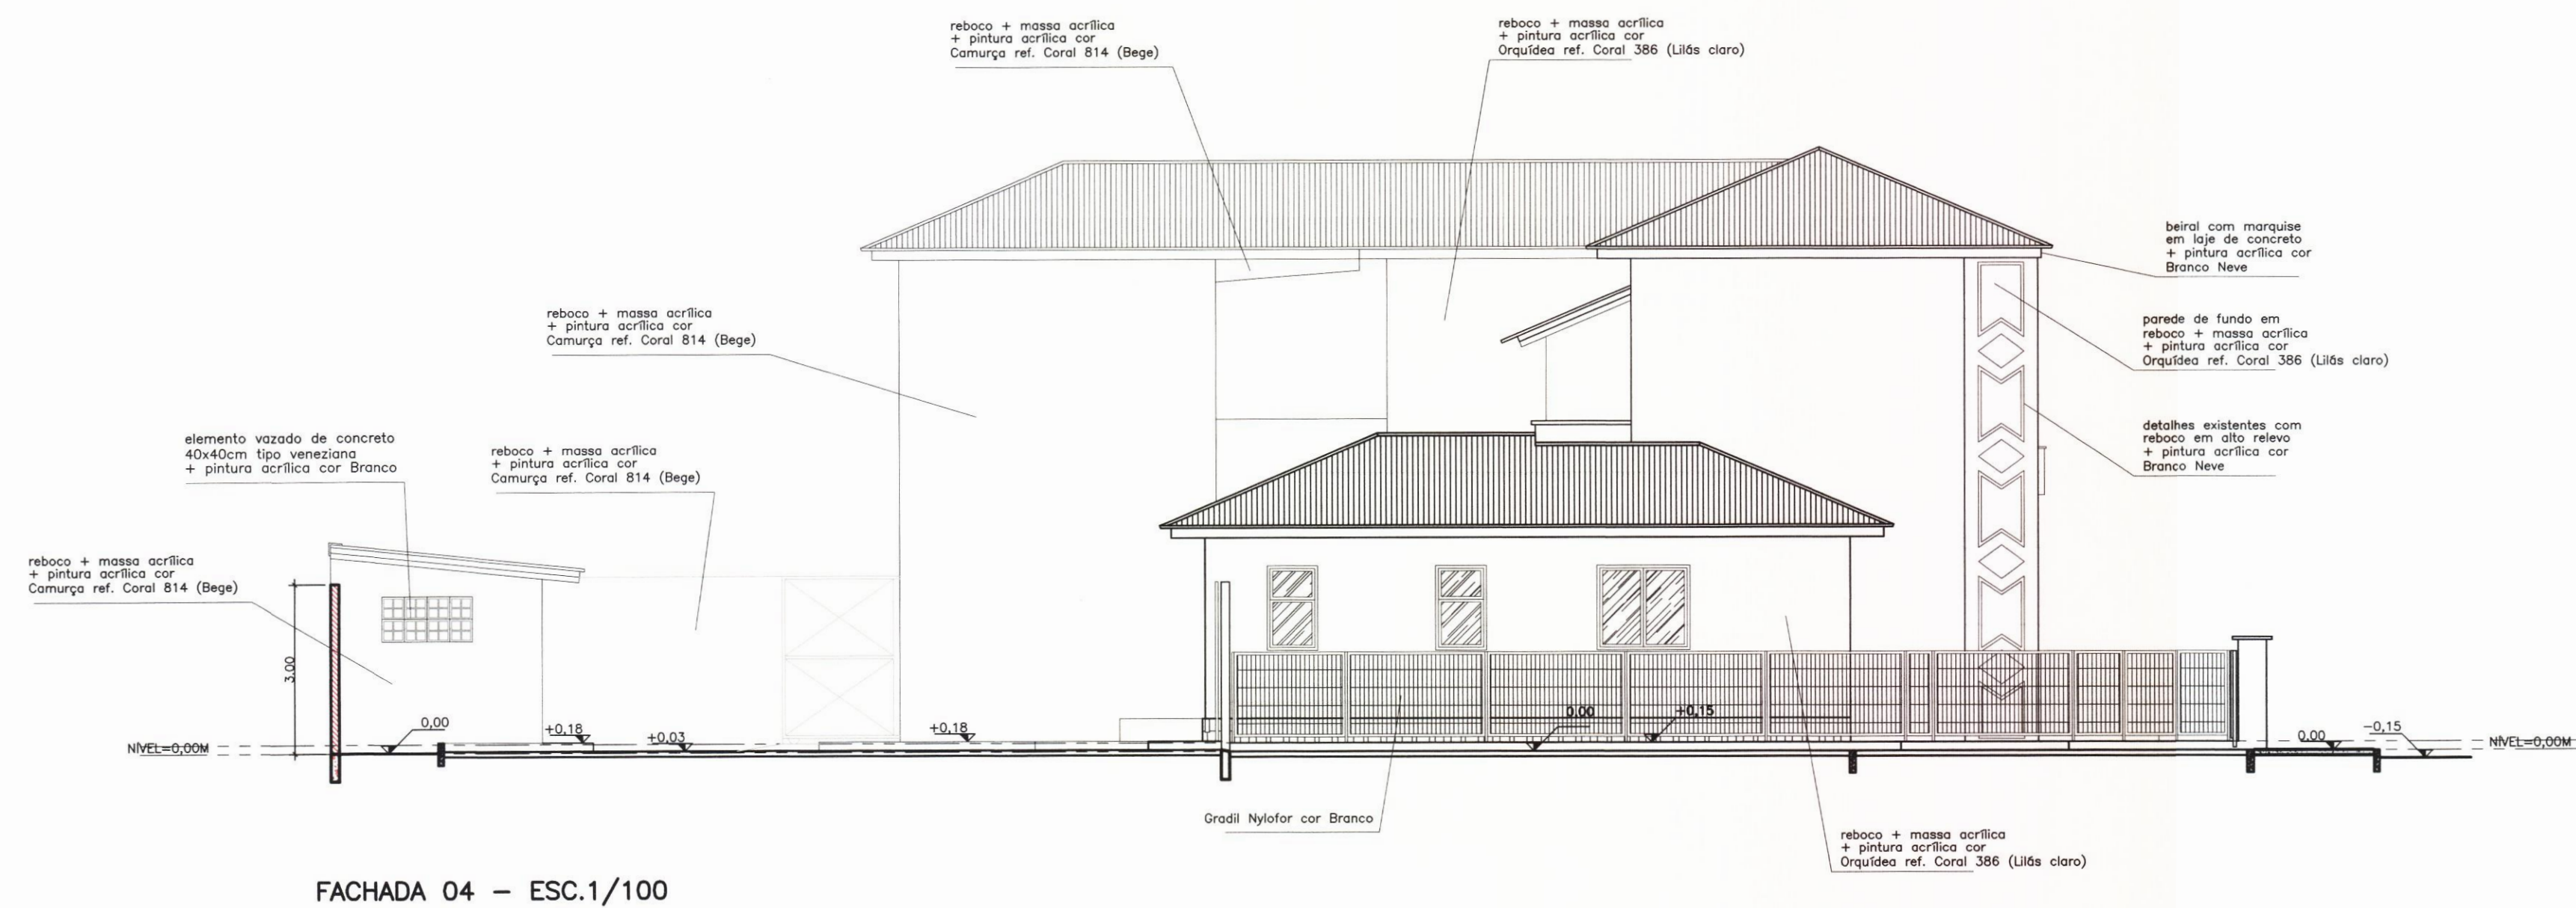 reboco + massa acrílica
+ pintura acrílica cor
Camurça ref. Coral 814 (Bege)
reboco + massa acrílica
+ pintura acrílica cor
Orquídea ref. Coral 386 (Lilás claro)
beiral com marquise
em laje de concreto
+ pintura acrílica cor
Branco Neve
reboco + massa acrílica
+ pintura acrílica cor
Camurça ref. Coral 814 (Bege)
parede de fundo em
reboco + massa acrílica
+ pintura acrílica cor
Orquídea ref. Coral 386 (Lilás claro)
detalhes existentes com
reboco em alto relevo
+ pintura acrílica cor
Branco Neve
elemento vazado de concreto
40x40cm tipo veneziana
+ pintura acrílica cor Branco
reboco + massa acrílica
+ pintura acrílica cor
Camurça ref. Coral 814 (Bege)
reboco + massa acrílica
+ pintura acrílica cor
Camurça ref. Coral 814 (Bege)
3.00
NÍVEL=0,00M
0,00
+0,18
+0,03
+0,18
0.00
+0,15
0.00
-0,15
NÍVEL=0,00M
Gradil Nylofor cor Branco
reboco + massa acrílica
+ pintura acrílica cor
Orquídea ref. Coral 386 (Lilás claro)
FACHADA 04 - ESC.1/100